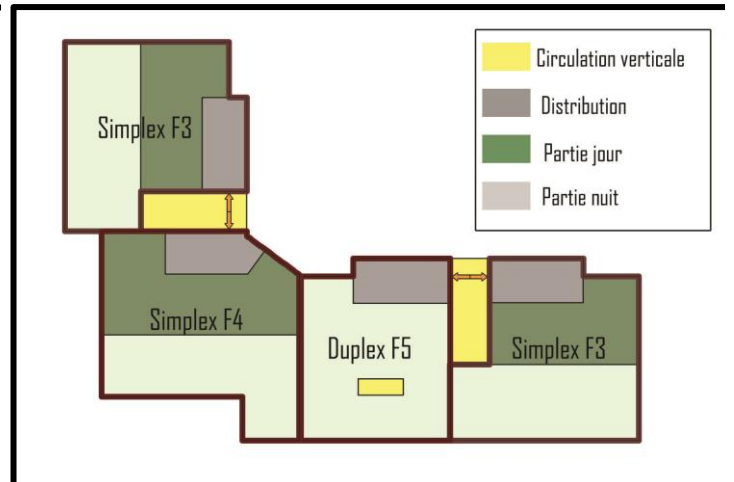 Circulation verticale
Distribution
Partie jour
Partie nuit
Simplex F3
Simplex F4
Duplex F5
Simplex F3